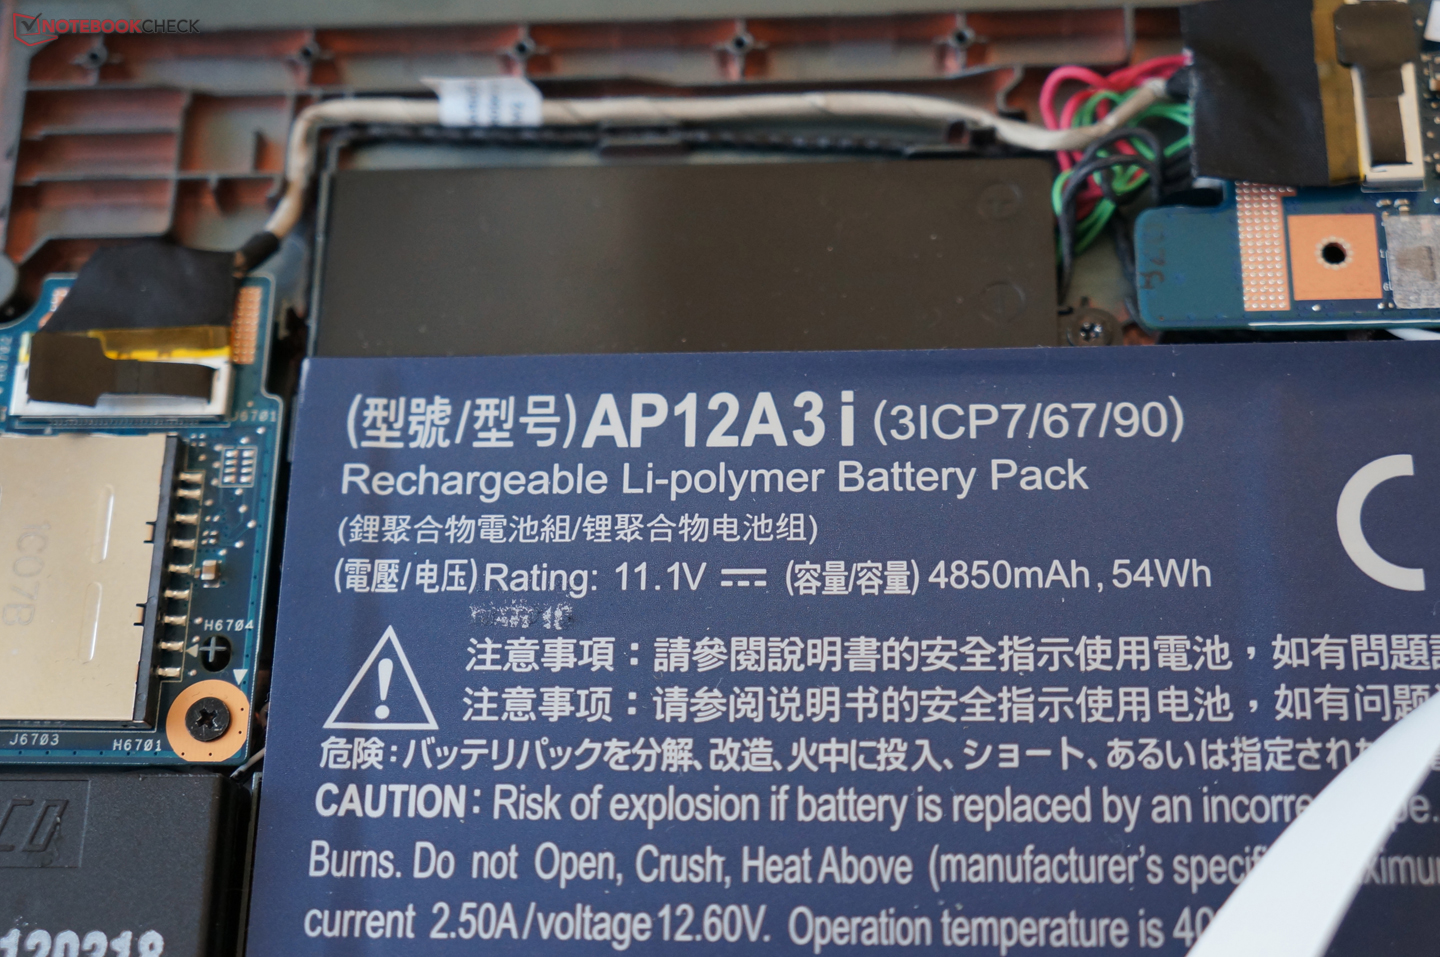 NOTEBOOKCHECK
J6701
(型號/型号)AP12A3i (3ICP7/67/90)
Rechargeable Li-polymer Battery Pack
(鋰聚合物電池組/锂聚合物电池组)
(電壓/电压)Rating: 11.1V (容量/容量) 4850mAh, 54Wh
H6704
注意事項：請參閱說明書的安全指示使用電池，如有問題
注意事项：请参阅说明书的安全指示使用电池，如有问题
J6703 H6701
危険：バッテリパックを分解、改造、火中に投入、ショート、あるいは指定され
CAUTION: Risk of explosion if battery is replaced by an
Burns. Do not Open, Crush, Heat Above (manufacturer's
current 2.50A/voltage 12.60V. Operation temperature is
120218